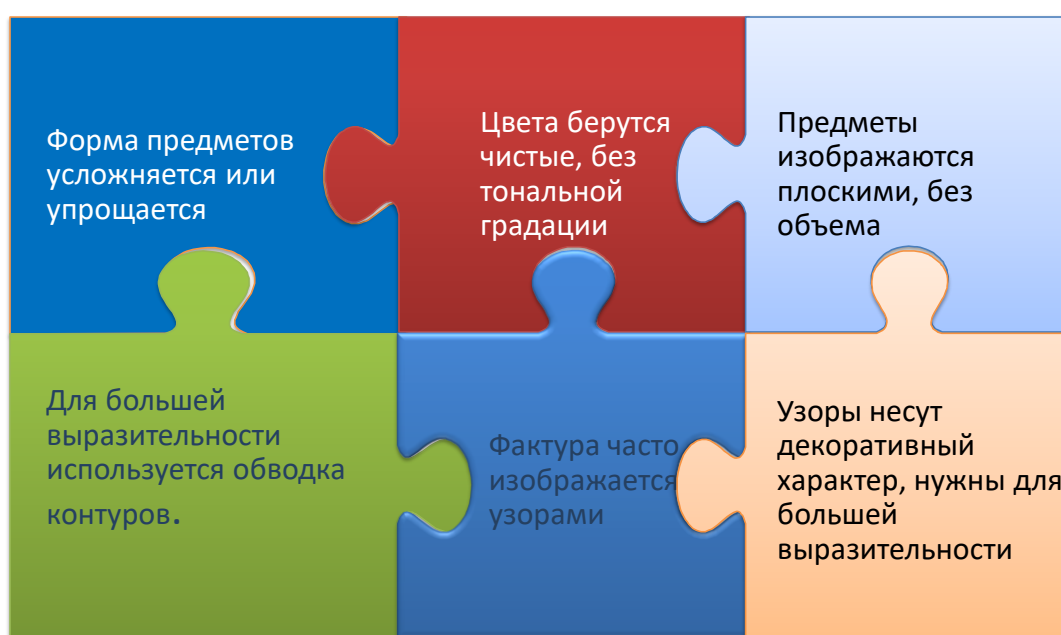 Форма предметов
усложняется или
упрощается
Цвета берутся
чистые, без
тональной
градации
Предметы
изображаются
плоскими, без
объема
Для большей
выразительности
используется обводка
контуров.
Фактура часто
изображается
узорами
Узоры несут
декоративный
характер, нужны для
большей
выразительности